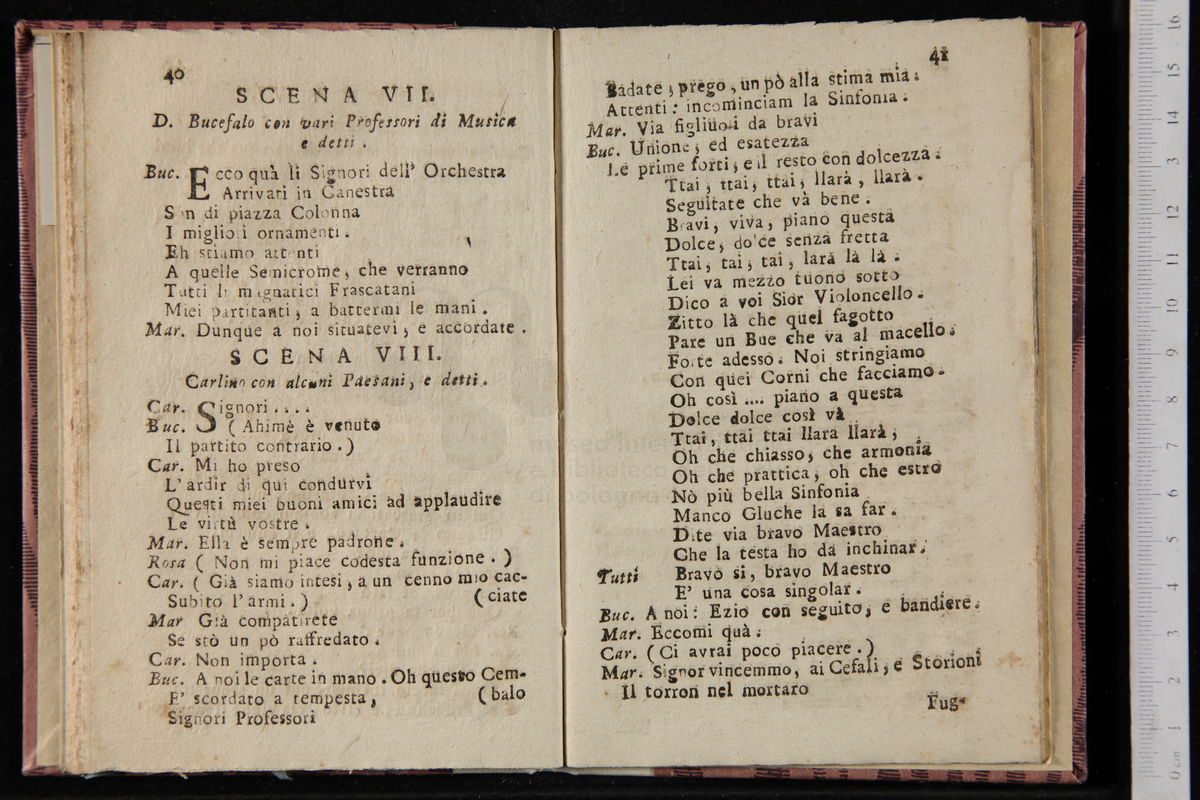 40
SCENA VII.
D. Bucefalo con vari Professori di Musica
e detti.
Buc. Ecco quà li Signori dell' Orchestra
Arrivati in Canestra
Son di piazza Colonna
I migliori ornamenti.
Eh stiamo attenti
A quelle Semicrome, che verranno
Tutti li magnatici Frascatani
Miei partitanti, a battermi le mani.
Mar. Dunque a noi situatevi, e accordate.
SCENA VIII.
Carlino con alcuni Paesani, e detti.
Car. Signori....
Buc. (Ahimè è venuto
Il partito contrario.)
Car. Mi ho preso
L'ardir di qui condurvi
Questi miei buoni amici ad applaudire
Le virtù vostre.
Mar. Ella è sempre padrone.
Rosa ( Non mi piace codesta funzione. )
Car. ( Già siamo intesi, a un cenno mio cac-
Subito l'armi.) (ciate
Mar Già compatirete
Se stò un pò raffredato.
Car. Non importa.
Buc. A noi le carte in mano. Oh questo Cem-
E' scordato a tempesta, (balo
Signori Professori
41
Badate, prego, un pò alla stima mia:
Attenti: incominciam la Sinfonia.
Mar. Via figliuoli da bravi
Buc. Unione, ed esatezza
Le prime forti, e il resto con dolcezza.
Ttai, ttai, ttai, llarà, llarà.
Seguitate che và bene.
Bravi, viva, piano questa
Dolce, dolce senza fretta
Ttai, tai, tai, larà là là.
Lei va mezzo tuono sotto
Dico a voi Sior Violoncello.
Zitto là che quel fagotto
Pare un Bue che va al macello.
Forte adesso. Noi stringiamo
Con quei Corni che facciamo.
Oh così .... piano a questa
Dolce dolce così và
Ttai, ttai ttai llara llarà,
Oh che chiasso, che armonia
Oh che prattica, oh che estro
Nò più bella Sinfonia
Manco Gluche la sa far.
Dite via bravo Maestro
Che la testa ho da inchinar.
Tutti Bravo si, bravo Maestro
E' una cosa singolar.
Buc. A noi: Ezio con seguito, e bandiere.
Mar. Eccomi quà.
Car. (Ci avrai poco piacere.)
Mar. Signor vincemmo, ai Cefali, e Storioni
Il torron nel mortaro
Fug-